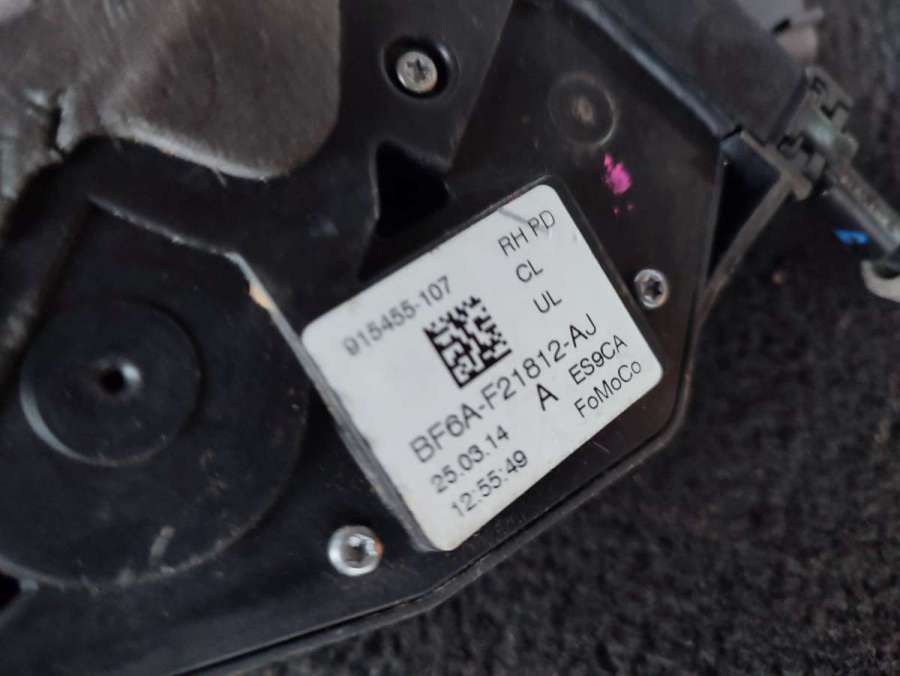 RH RD
CL
UL
915455-107
BF6A-F21812-AJ
A ES9CA
25.03.14
FoMoCo
12:55:49